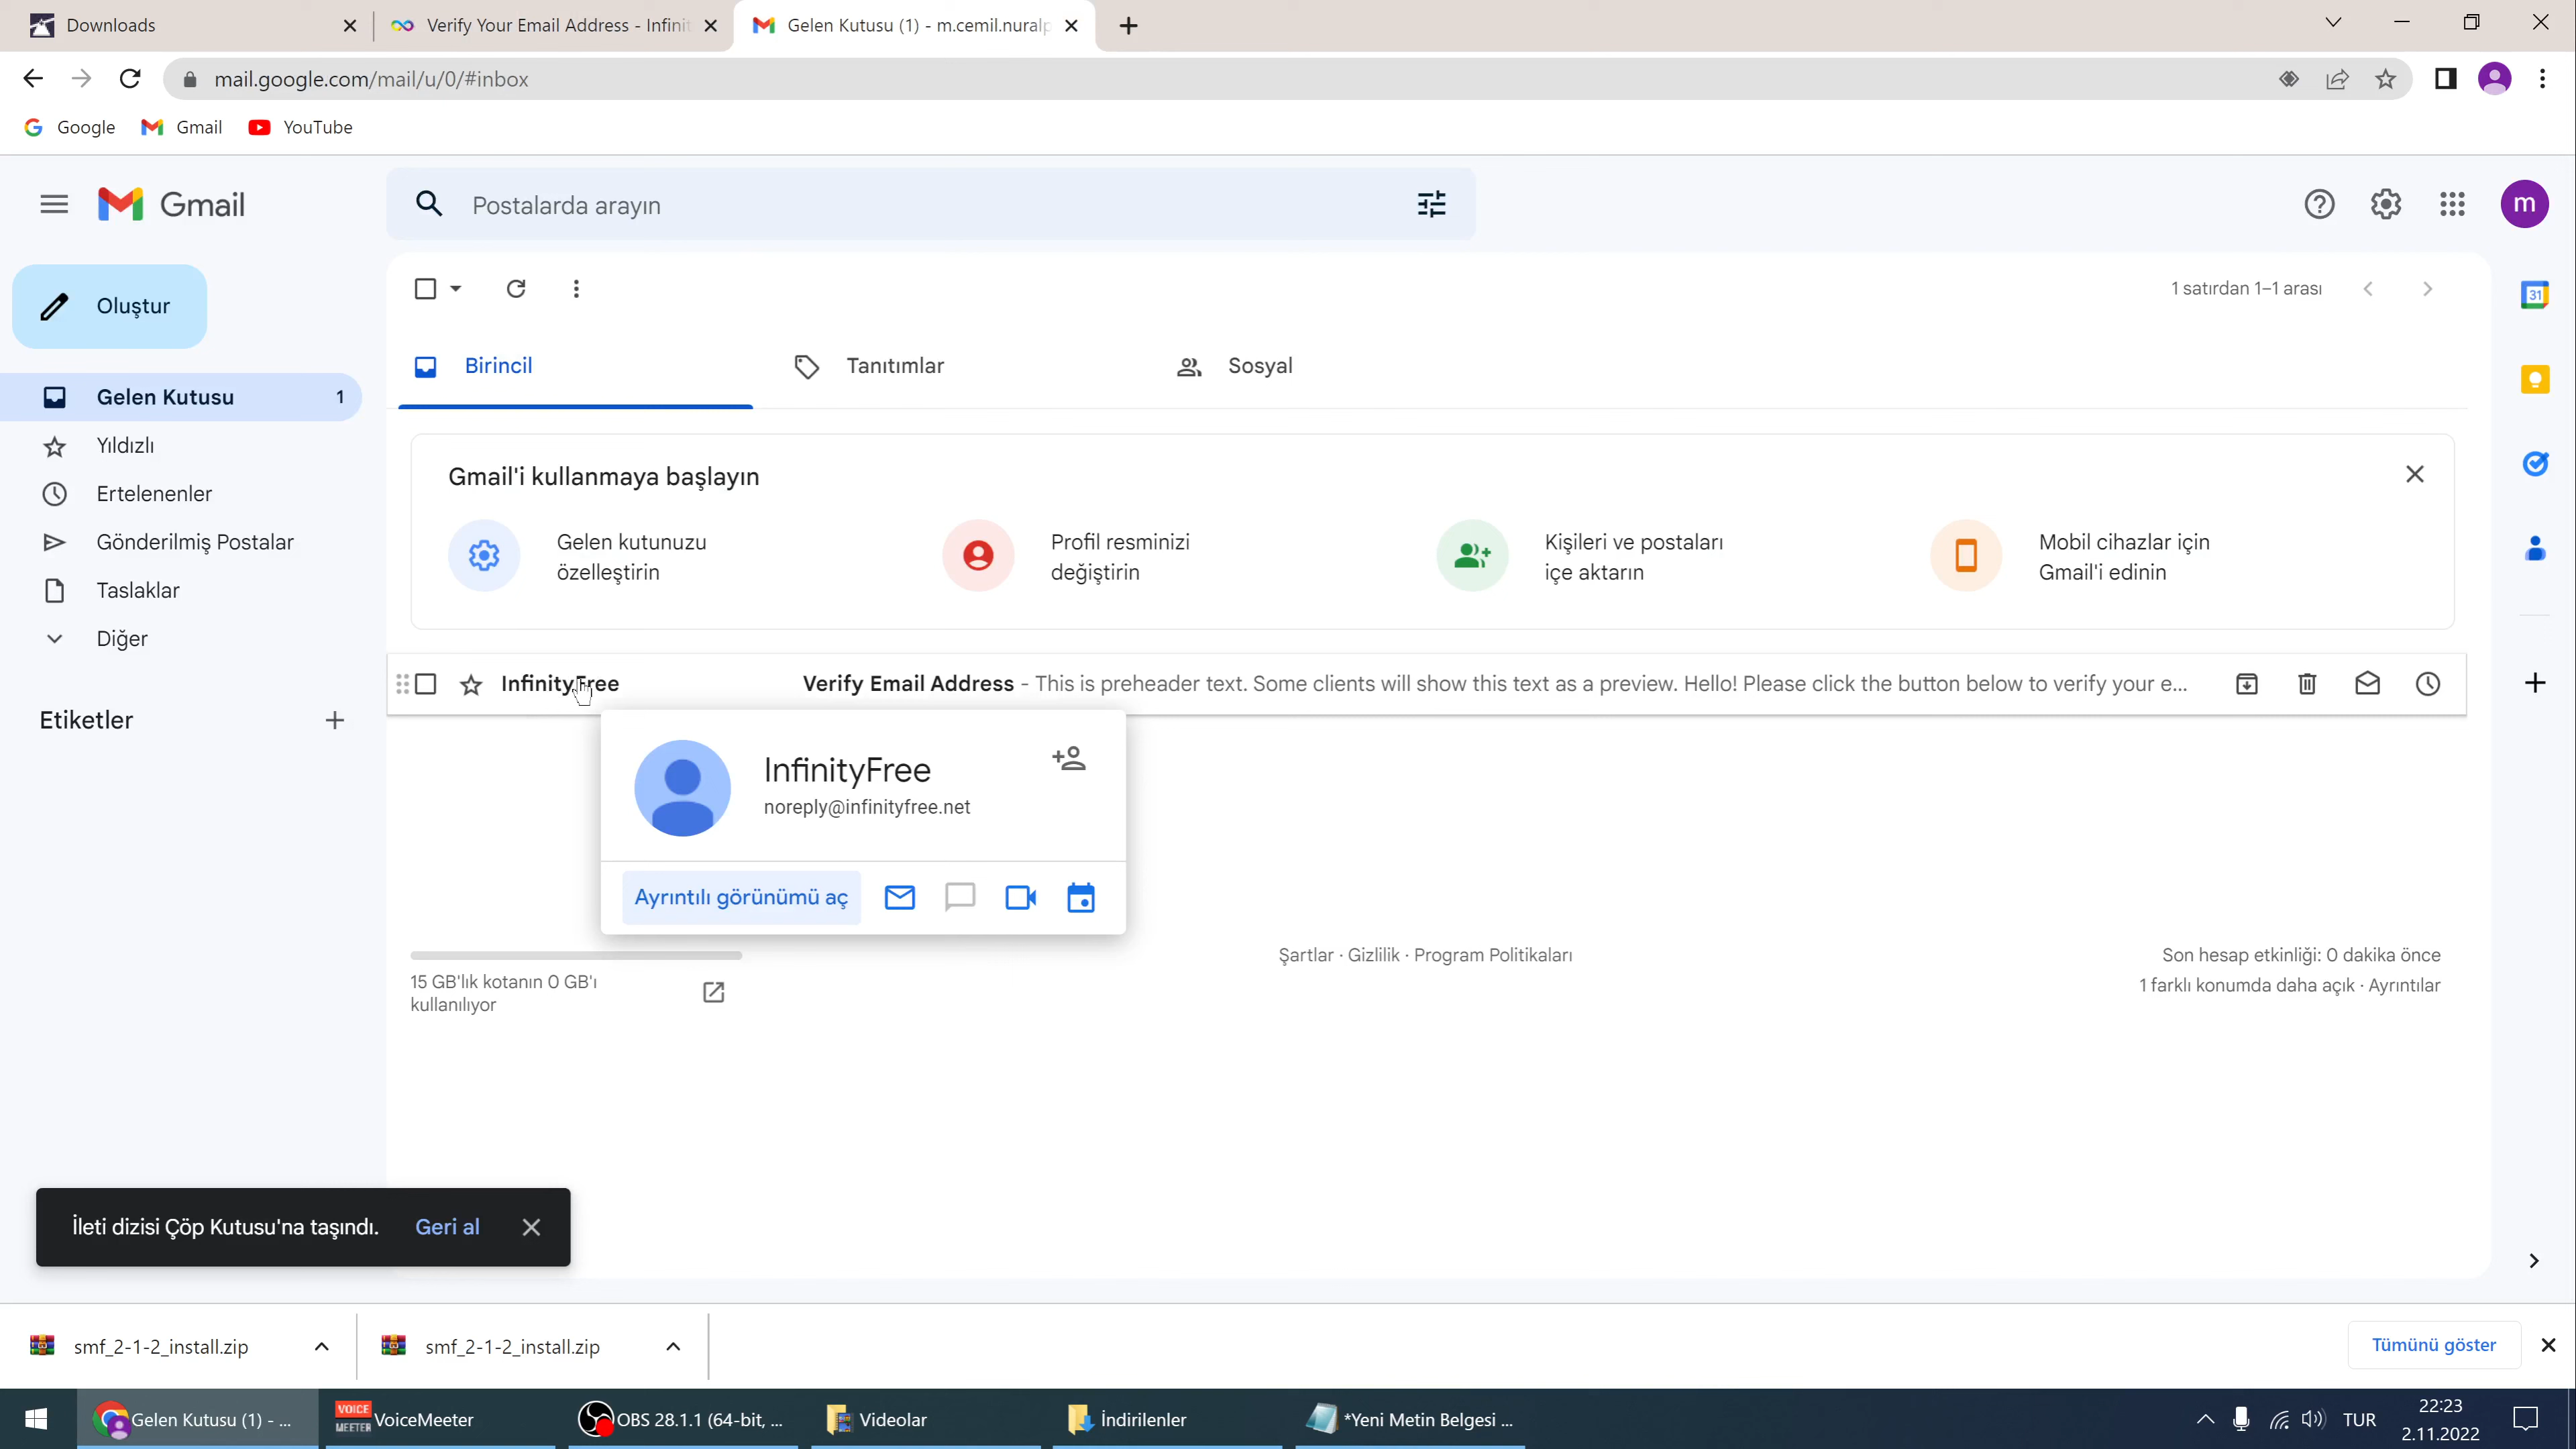 Downloads
Verify Your Email Address - Infinit
Gelen Kutusu (1) - m.cemil.nuralp
mail.google.com/mail/u/0/#inbox
Google
Gmail
YouTube
Gmail
Postalarda arayın
m
Oluştur
1 satırdan 1–1 arası
31
Birincil
Tanıtımlar
Sosyal
Gelen Kutusu 1
Yıldızlı
Ertelenenler
Gönderilmiş Postalar
Taslaklar
Diğer
Etiketler
Gmail'i kullanmaya başlayın
Gelen kutunuzu
özelleştirin
Profil resminizi
değiştirin
Kişileri ve postaları
içe aktarın
Mobil cihazlar için
Gmail'i edinin
InfinityFree
Verify Email Address - This is preheader text. Some clients will show this text as a preview. Hello! Please click the button below to verify your e...
InfinityFree
noreply@infinityfree.net
Ayrıntılı görünümü aç
15 GB'lık kotanın 0 GB'ı
kullanılıyor
Şartlar · Gizlilik · Program Politikaları
Son hesap etkinliği: 0 dakika önce
1 farklı konumda daha açık · Ayrıntılar
İleti dizisi Çöp Kutusu'na taşındı. Geri al
smf_2-1-2_install.zip
smf_2-1-2_install.zip
Tümünü göster
Gelen Kutusu (1) - ...
VOICE
MEETER
VoiceMeeter
OBS 28.1.1 (64-bit, ...
Videolar
İndirilenler
*Yeni Metin Belgesi ...
TUR
22:23
2.11.2022